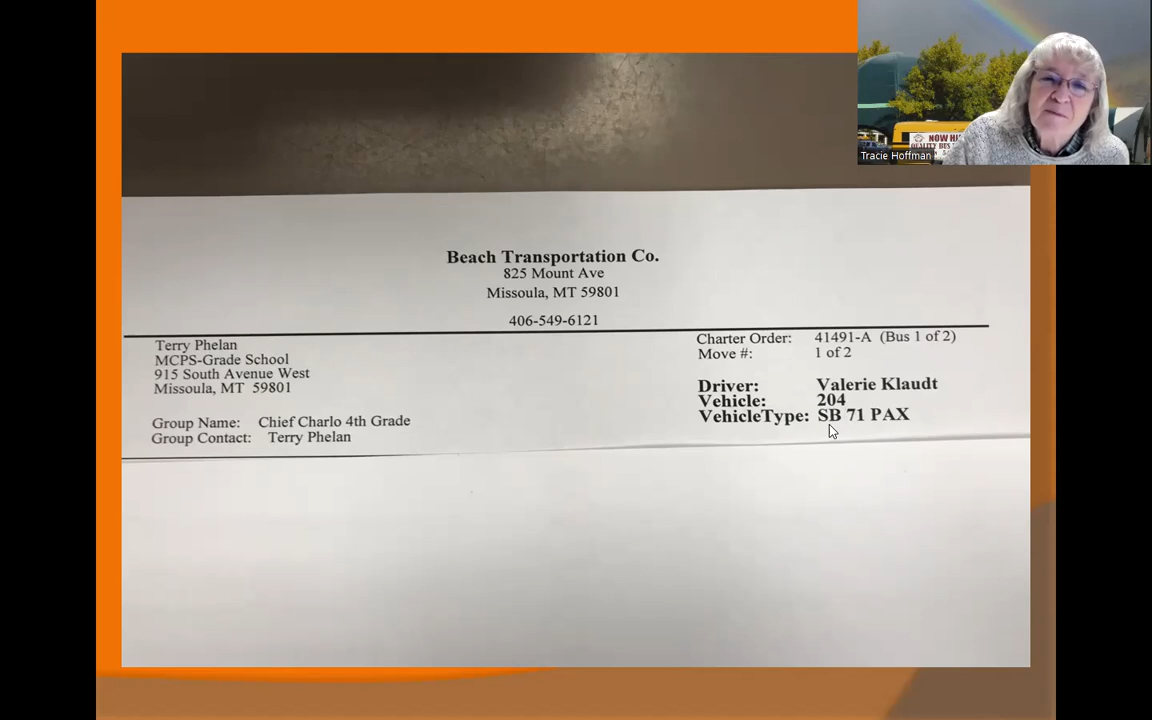 Beach Transportation Co.
825 Mount Ave
Missoula, MT 59801
406-549-6121
Terry Phelan
MCPS-Grade School
915 South Avenue West
Missoula, MT 59801
Group Name: Chief Charlo 4th Grade
Group Contact: Terry Phelan
Charter Order: 41491-A (Bus 1 of 2)
Move #: 1 of 2
Driver: Valerie Klaudt
Vehicle: 204
VehicleType: SB 71 PAX
NOW
Tracie Hoffman